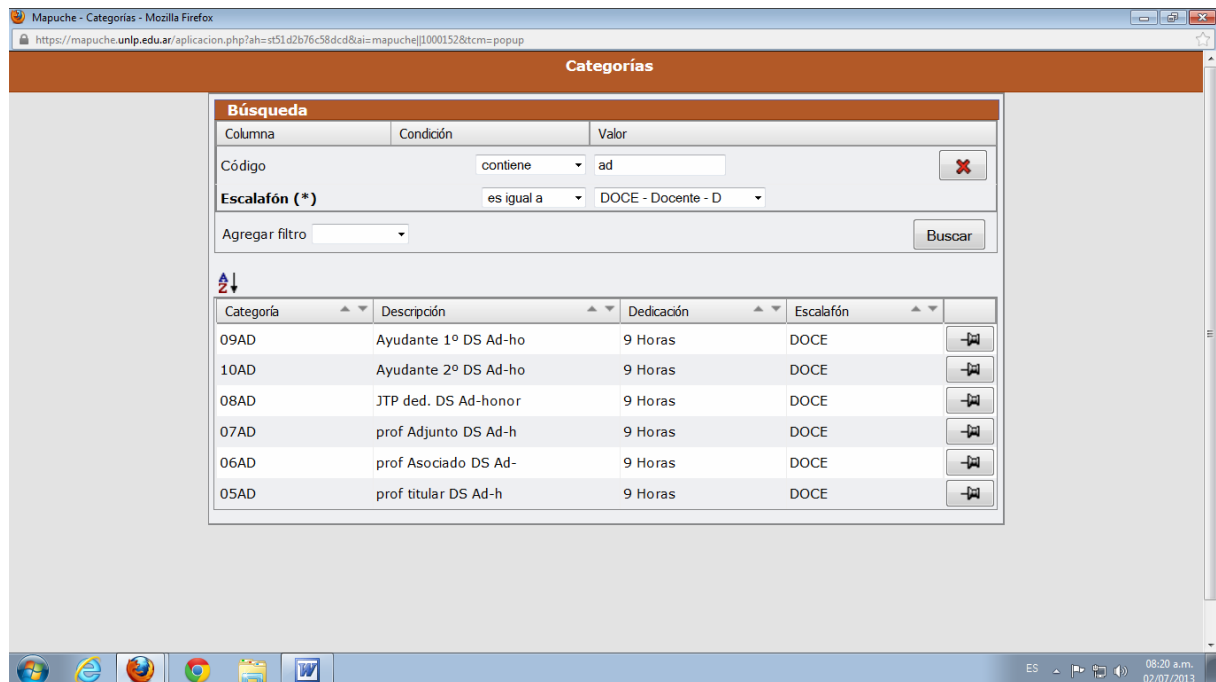 Mapuche - Categorías - Mozilla Firefox
https://mapuche.unlp.edu.ar/aplicacion.php?ah=st51d2b76c58dcd&ai=mapuche||1000152&tcm=popup
Categorías
Búsqueda
Columna Condición Valor
Código contiene ad
Escalafón (*) es igual a DOCE - Docente - D
Agregar filtro Buscar
A
Z
Categoría Descripción Dedicación Escalafón
09AD Ayudante 1º DS Ad-ho 9 Horas DOCE
10AD Ayudante 2º DS Ad-ho 9 Horas DOCE
08AD JTP ded. DS Ad-honor 9 Horas DOCE
07AD prof Adjunto DS Ad-h 9 Horas DOCE
06AD prof Asociado DS Ad- 9 Horas DOCE
05AD prof titular DS Ad-h 9 Horas DOCE
W
ES 08:20 a.m.
02/07/2013